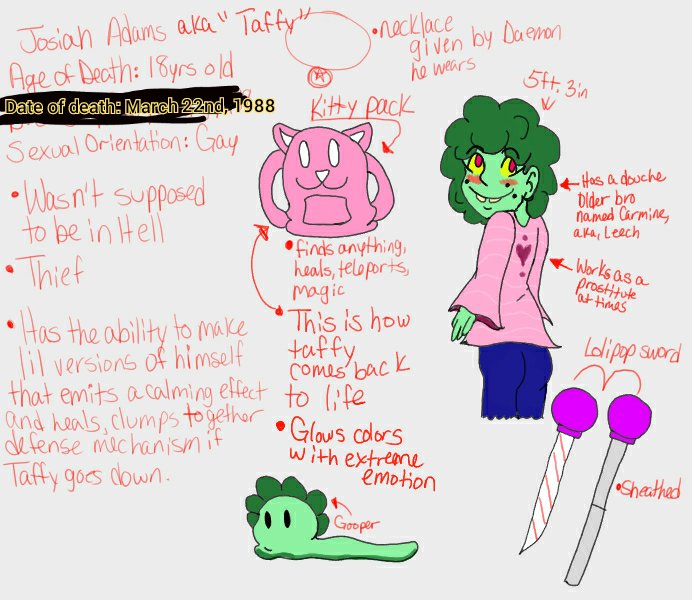 Josiah Adams aka "Taffy"
Age of Death: 18yrs old
Date of death: March 22nd, 1988
Sexual Orientation: Gay
• Wasn't supposed
to be in Hell
• Thief
• Has the ability to make
lil versions of himself
that emits a calming effect
and heals, clumps together
defense mechanism if
Taffy goes down.
• necklace
given by Daemon
he wears
Kitty pack
• finds anything,
heals, teleports,
magic
• This is how
taffy
comes back
to life
• Glows colors
with extreme
emotion
Gooper
5ft. 3in
Has a douche
Older bro
named Carmine,
aka, Leech
Works as a
prostitute
at times
Lolipop sword
• Sheathed